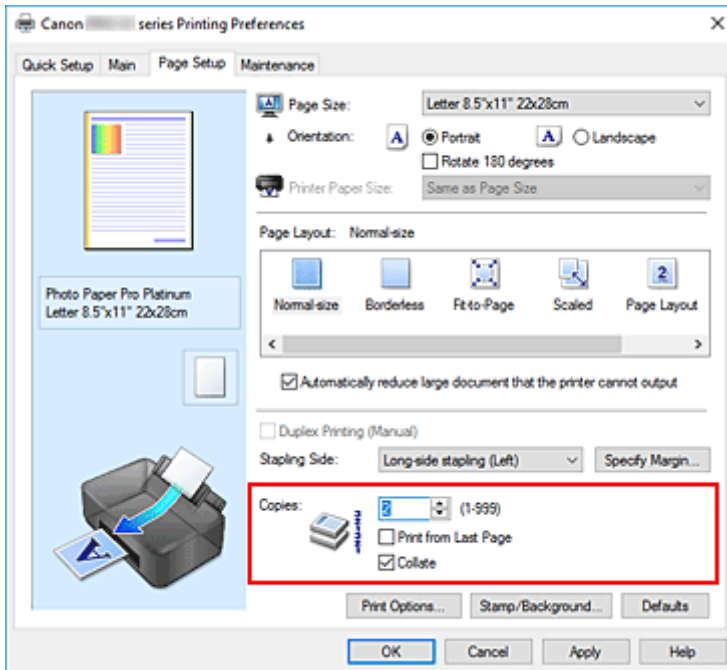 Canon series Printing Preferences
Quick Setup Main Page Setup Maintenance
Page Size: Letter 8.5"x11" 22x28cm
Orientation: A Portrait A Landscape
Rotate 180 degrees
Printer Paper Size: Same as Page Size
Page Layout: Normal-size
Normal-size Borderless Fit-to-Page Scaled Page Layout
2
Automatically reduce large document that the printer cannot output
Photo Paper Pro Platinum
Letter 8.5"x11" 22x28cm
Duplex Printing (Manual)
Stapling Side: Long-side stapling (Left) Specify Margin...
Copies: 2 (1-999)
Print from Last Page
Collate
A
Print Options... Stamp/Background... Defaults
OK Cancel Apply Help